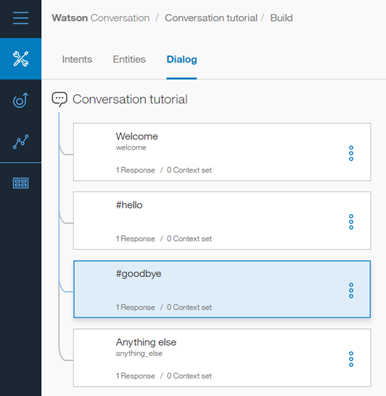 Watson Conversation / Conversation tutorial / Build
Intents Entities Dialog
Conversation tutorial
Welcome
welcome
1 Response / 0 Context set
#hello
1 Response / 0 Context set
#goodbye
1 Response / 0 Context set
Anything else
anything_else
1 Response / 0 Context set